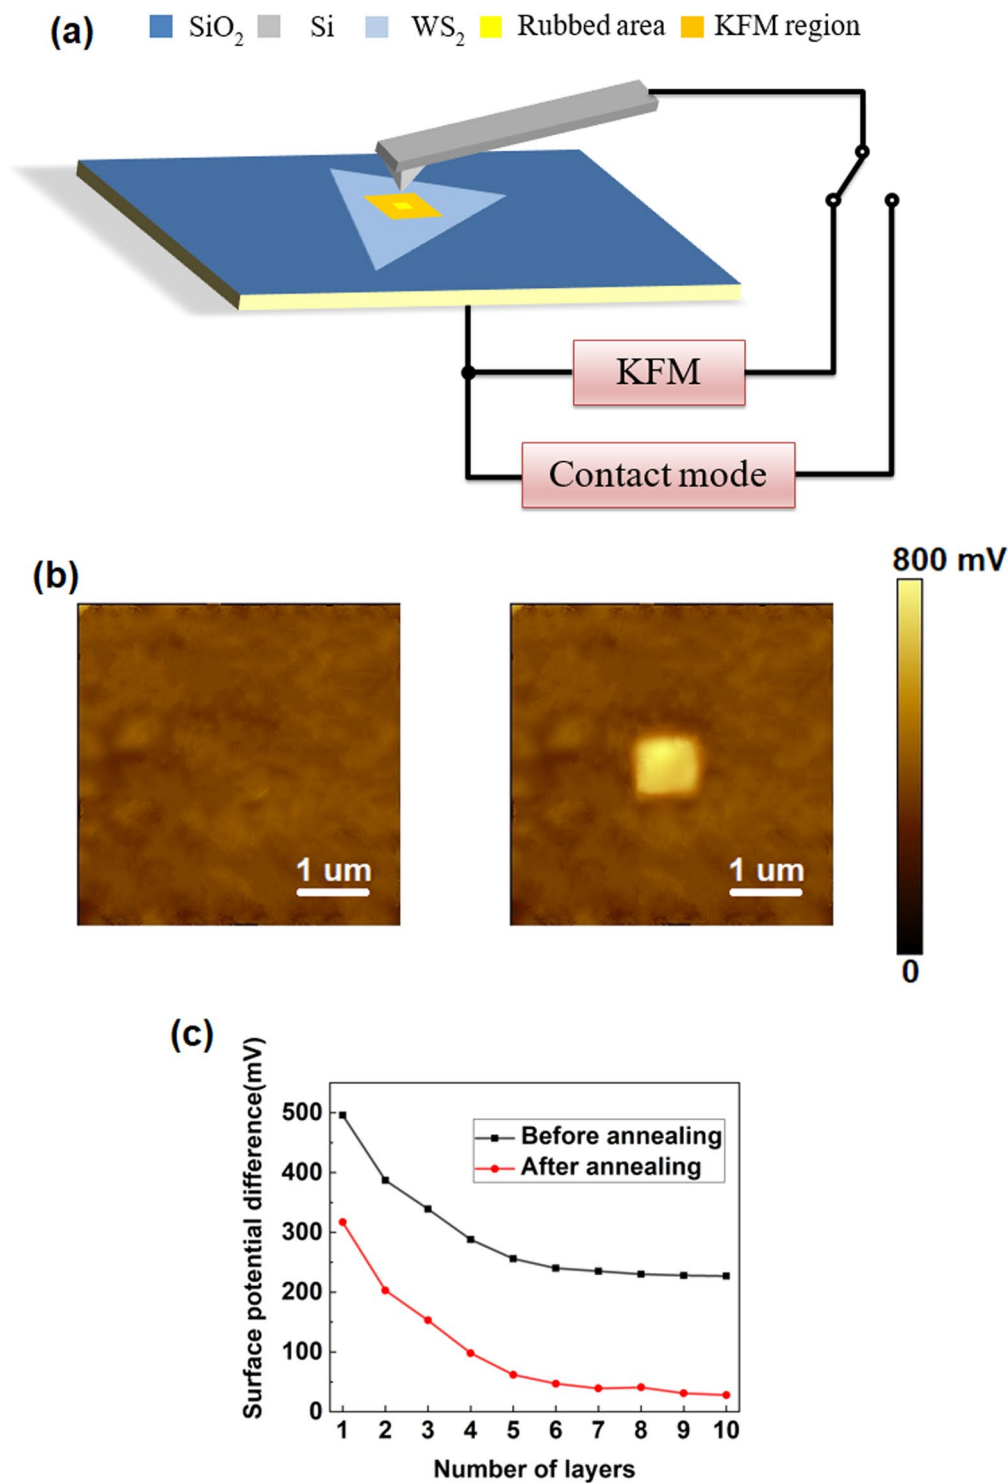 (a) SiO2 Si WS2 Rubbed area KFM region
KFM
Contact mode
(b)
800 mV
1 um
1 um
0
(c)
Surface potential difference(mV)
500
400
300
200
100
0
Before annealing
After annealing
1 2 3 4 5 6 7 8 9 10
Number of layers